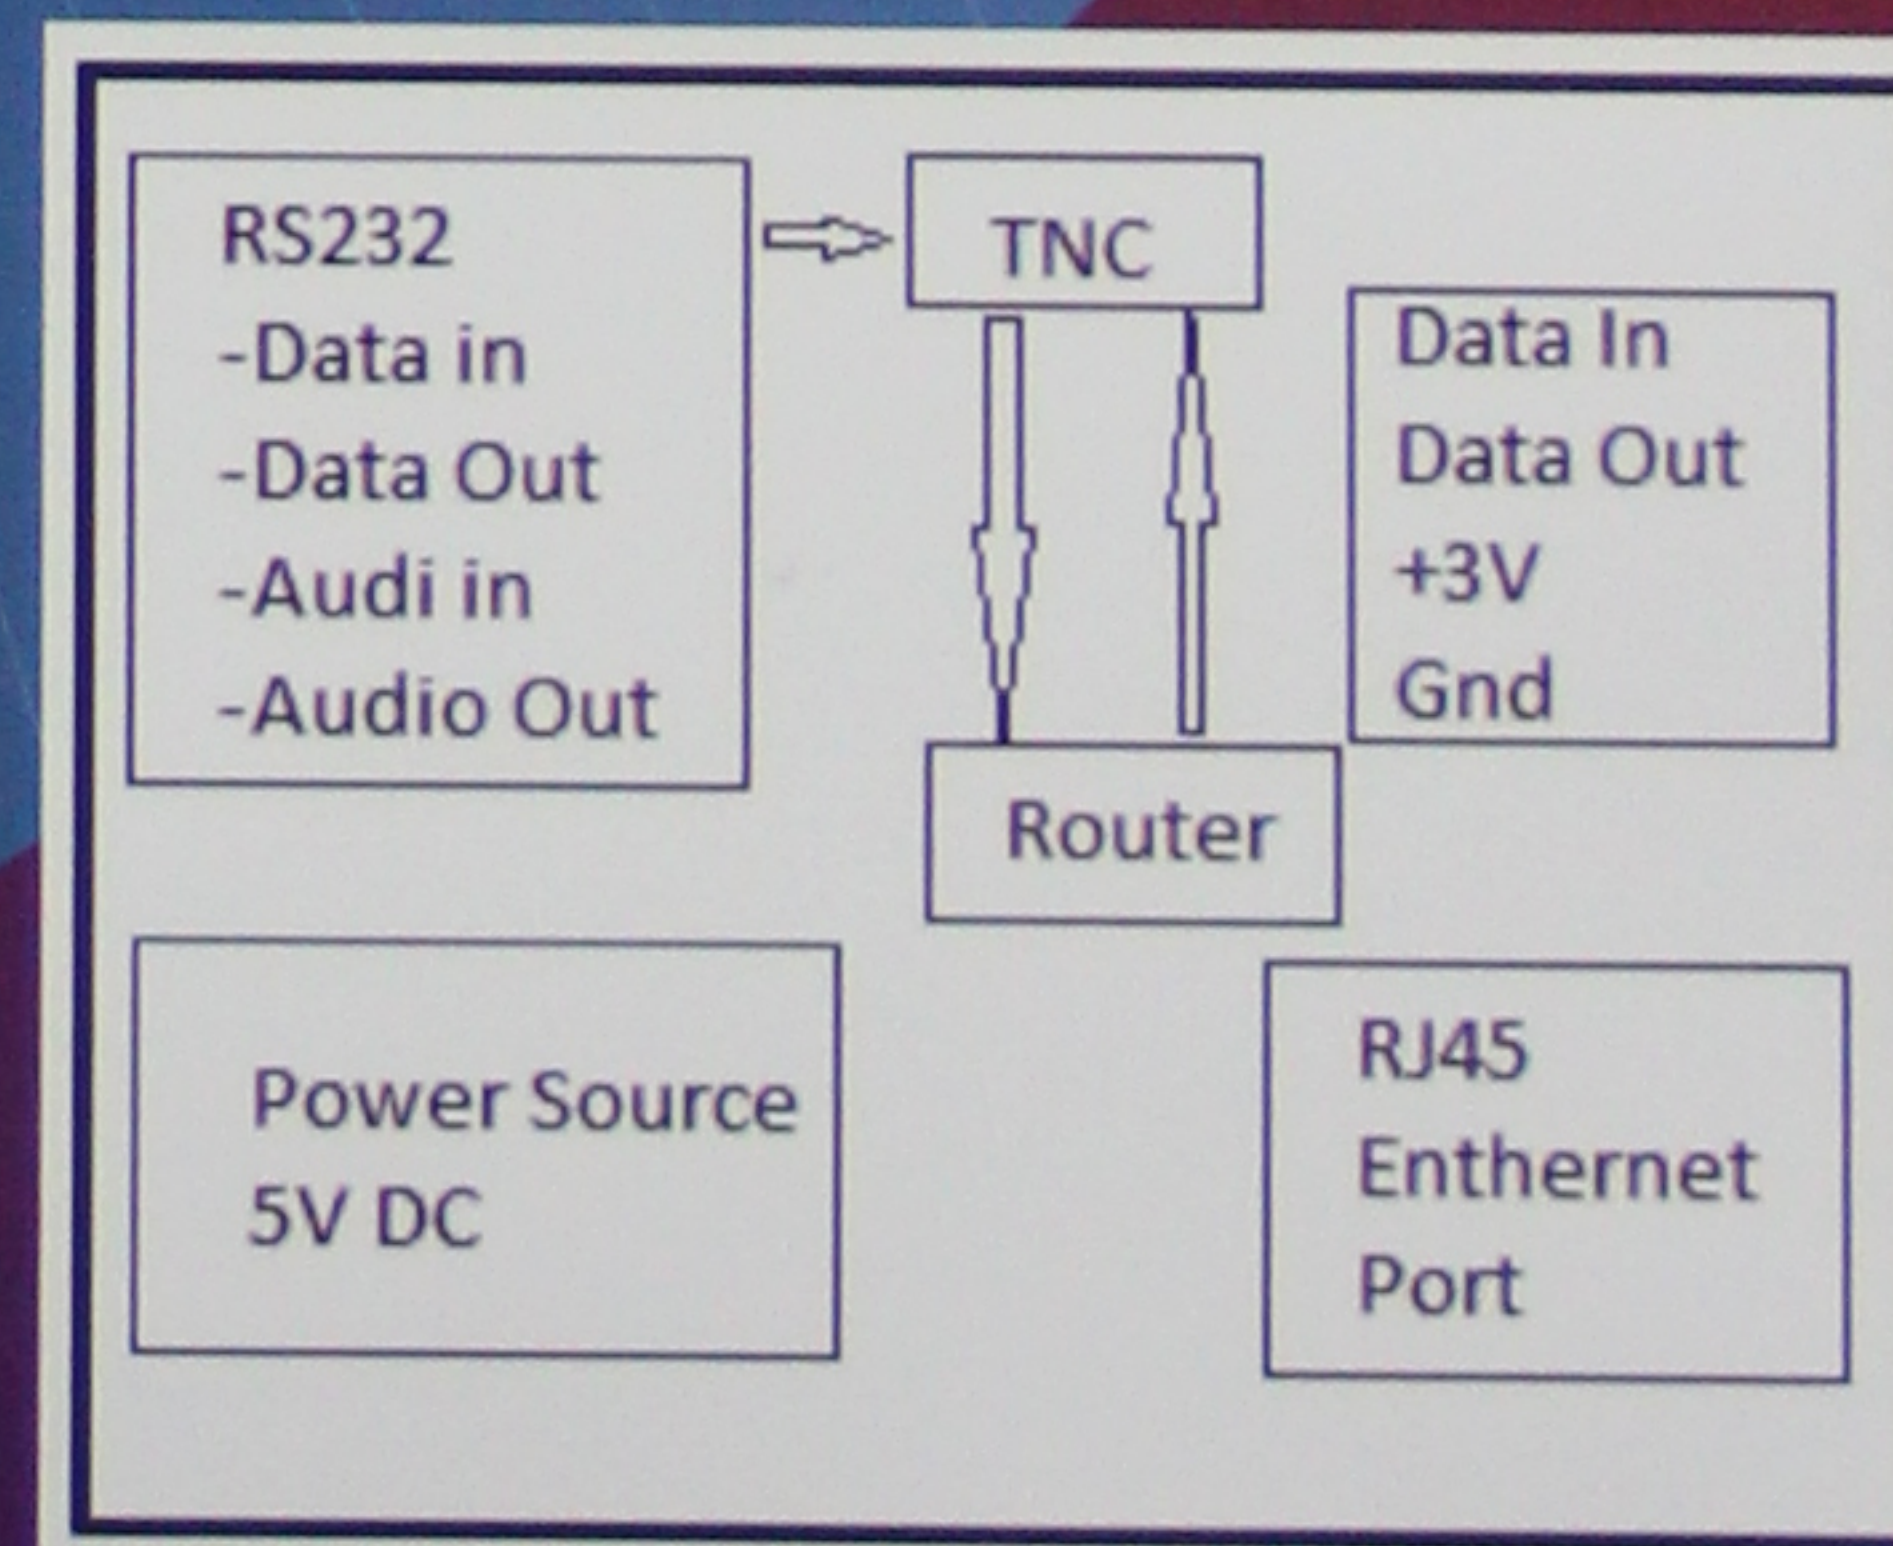 RS232
-Data in
-Data Out
-Audi in
-Audio Out
TNC
Data In
Data Out
+3V
Gnd
Router
Power Source
5V DC
RJ45
Enthernet
Port